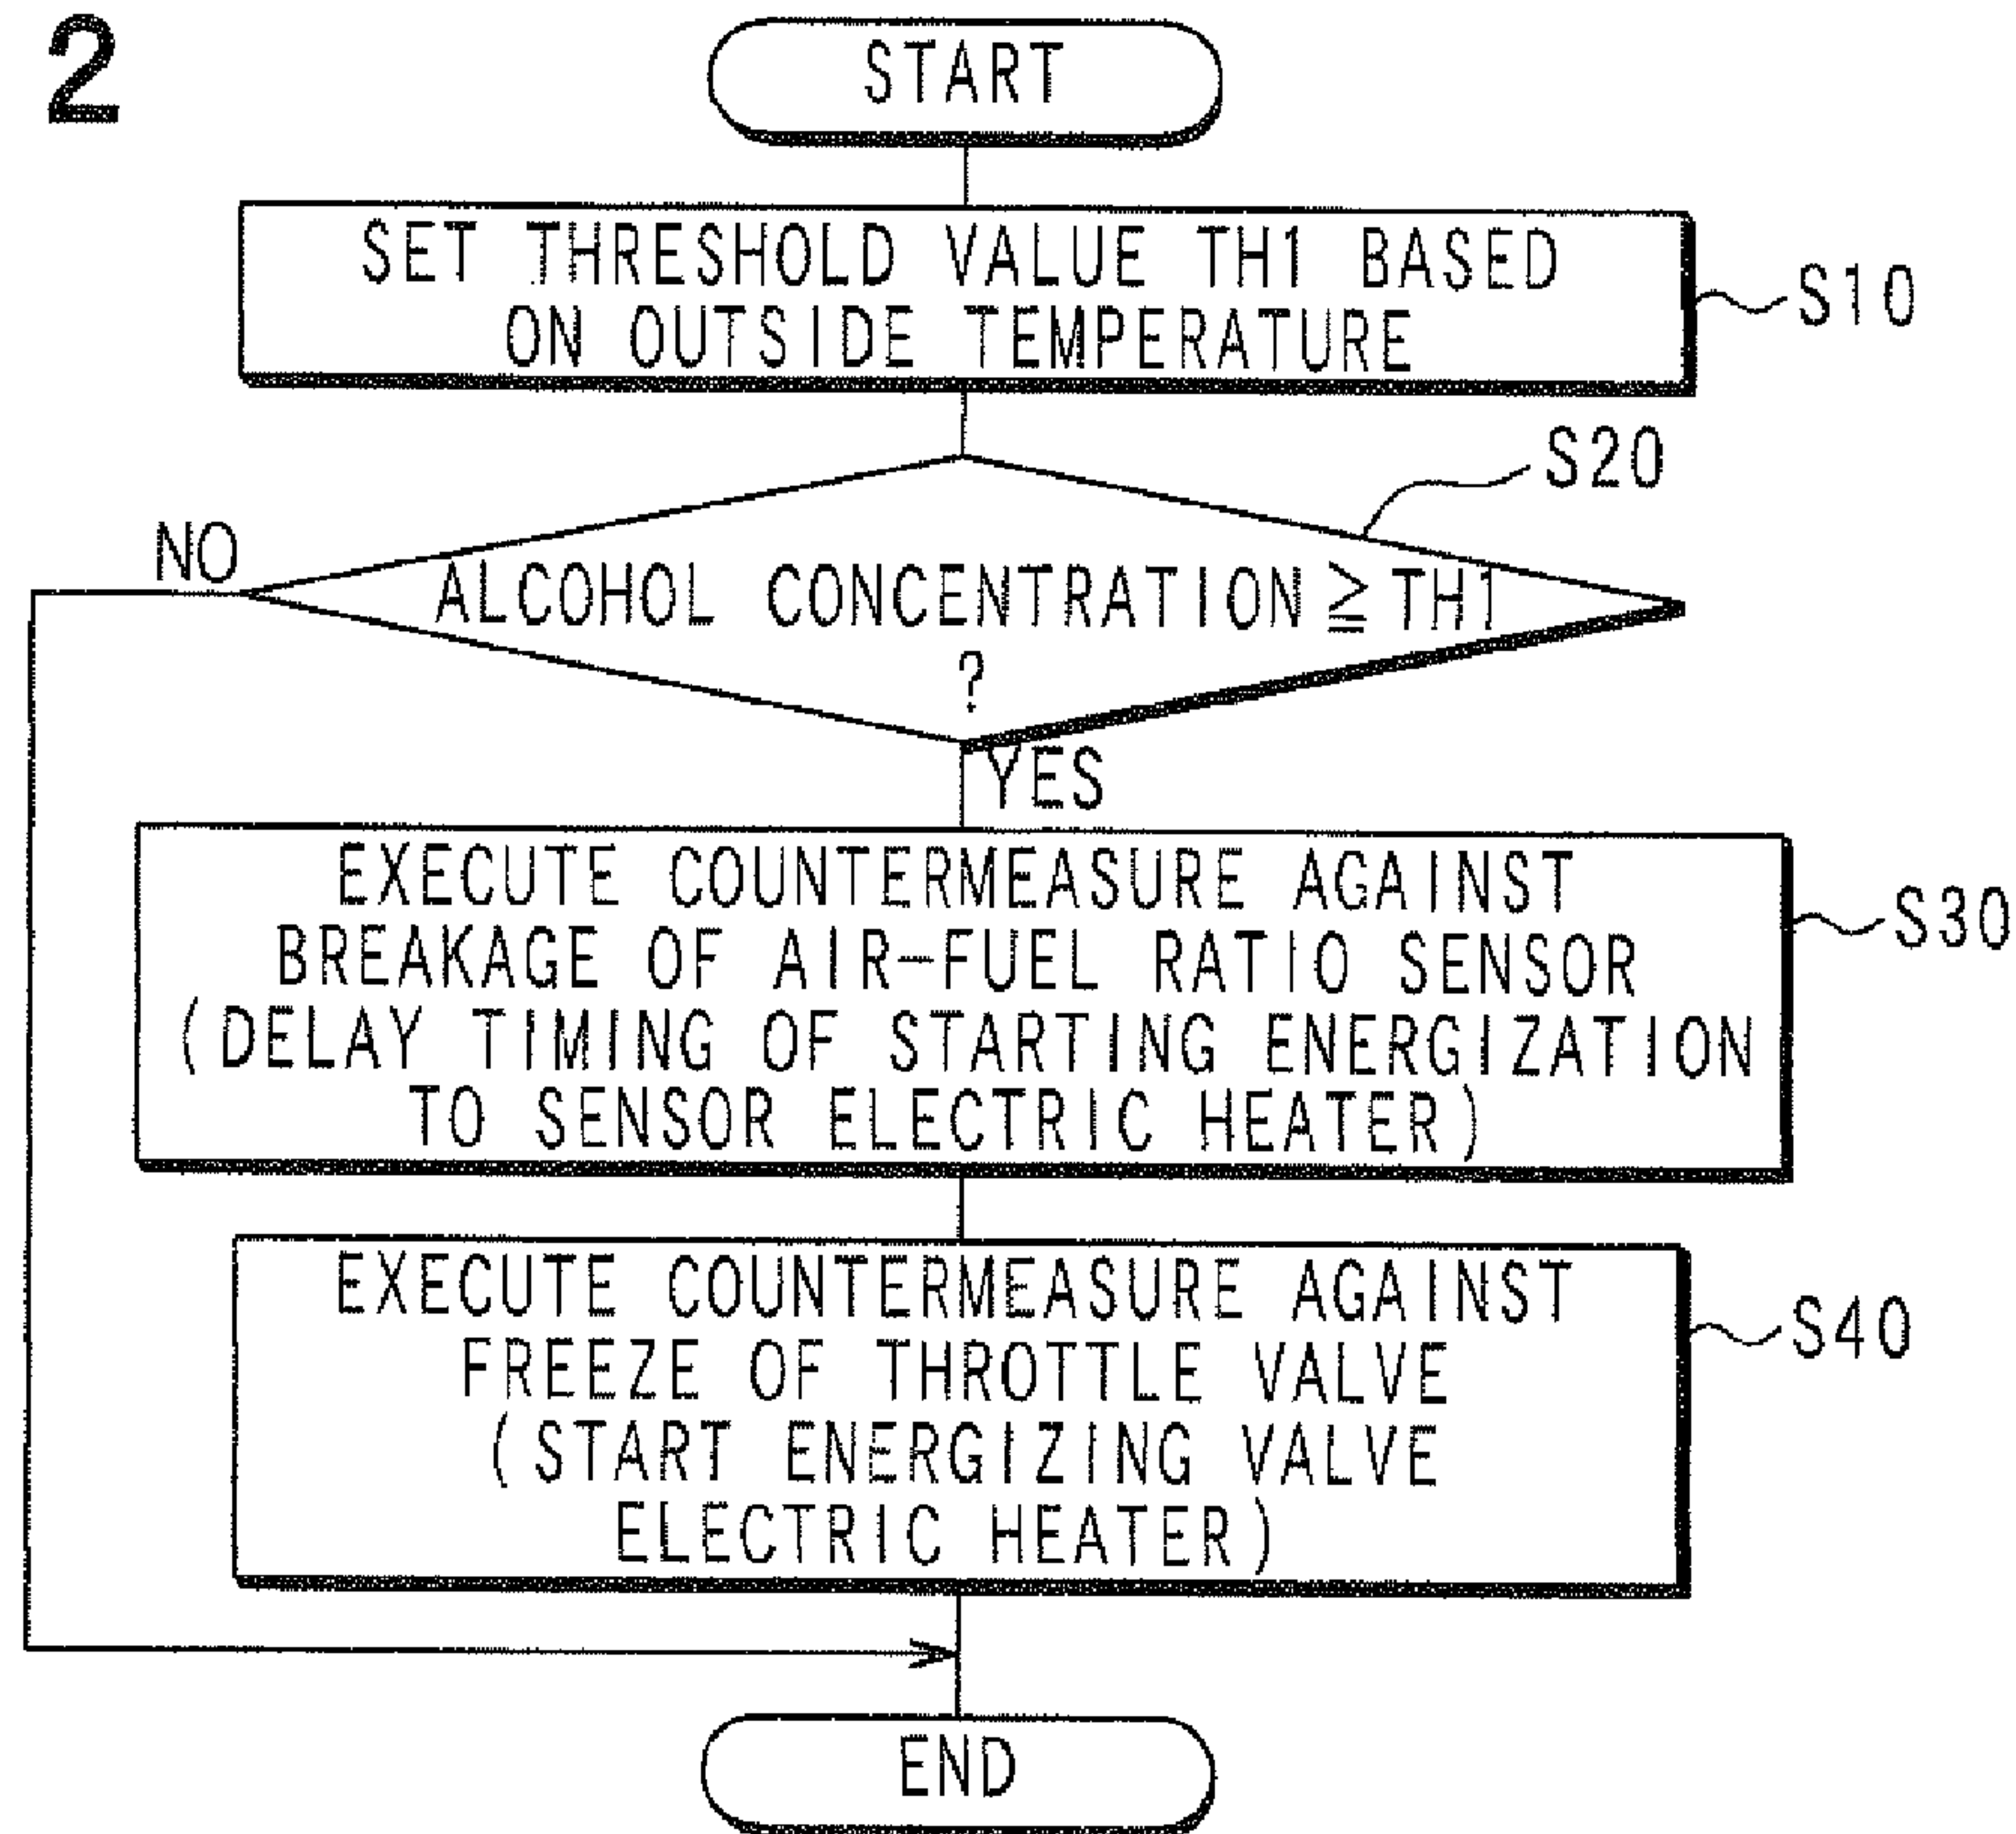 2
START
SET THRESHOLD VALUE TH1 BASED
ON OUTSIDE TEMPERATURE
S10
S20
NO
ALCOHOL CONCENTRATION≧TH1
?
YES
EXECUTE COUNTERMEASURE AGAINST
BREAKAGE OF AIR-FUEL RATIO SENSOR
(DELAY TIMING OF STARTING ENERGIZATION
TO SENSOR ELECTRIC HEATER)
S30
EXECUTE COUNTERMEASURE AGAINST
FREEZE OF THROTTLE VALVE
(START ENERGIZING VALVE
ELECTRIC HEATER)
S40
END